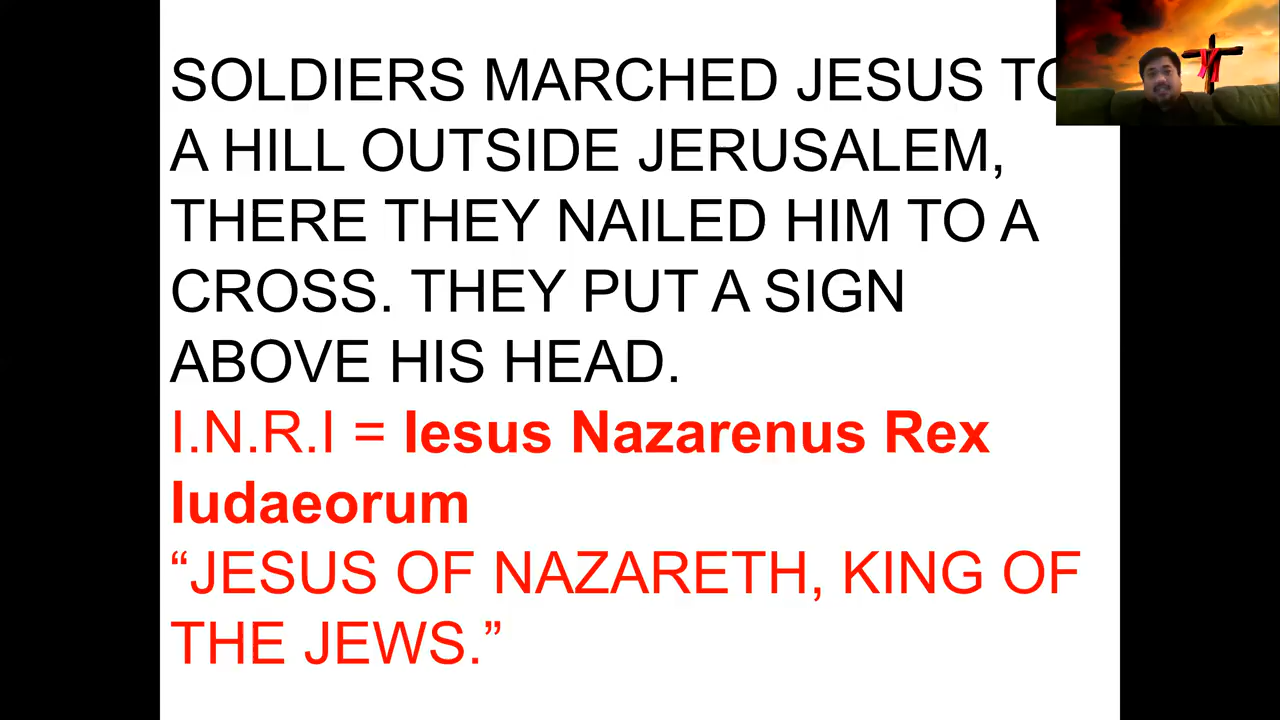 SOLDIERS MARCHED JESUS TO
A HILL OUTSIDE JERUSALEM,
THERE THEY NAILED HIM TO A
CROSS. THEY PUT A SIGN
ABOVE HIS HEAD.
I.N.R.I = Iesus Nazarenus Rex
Iudaeorum
“JESUS OF NAZARETH, KING OF
THE JEWS.”